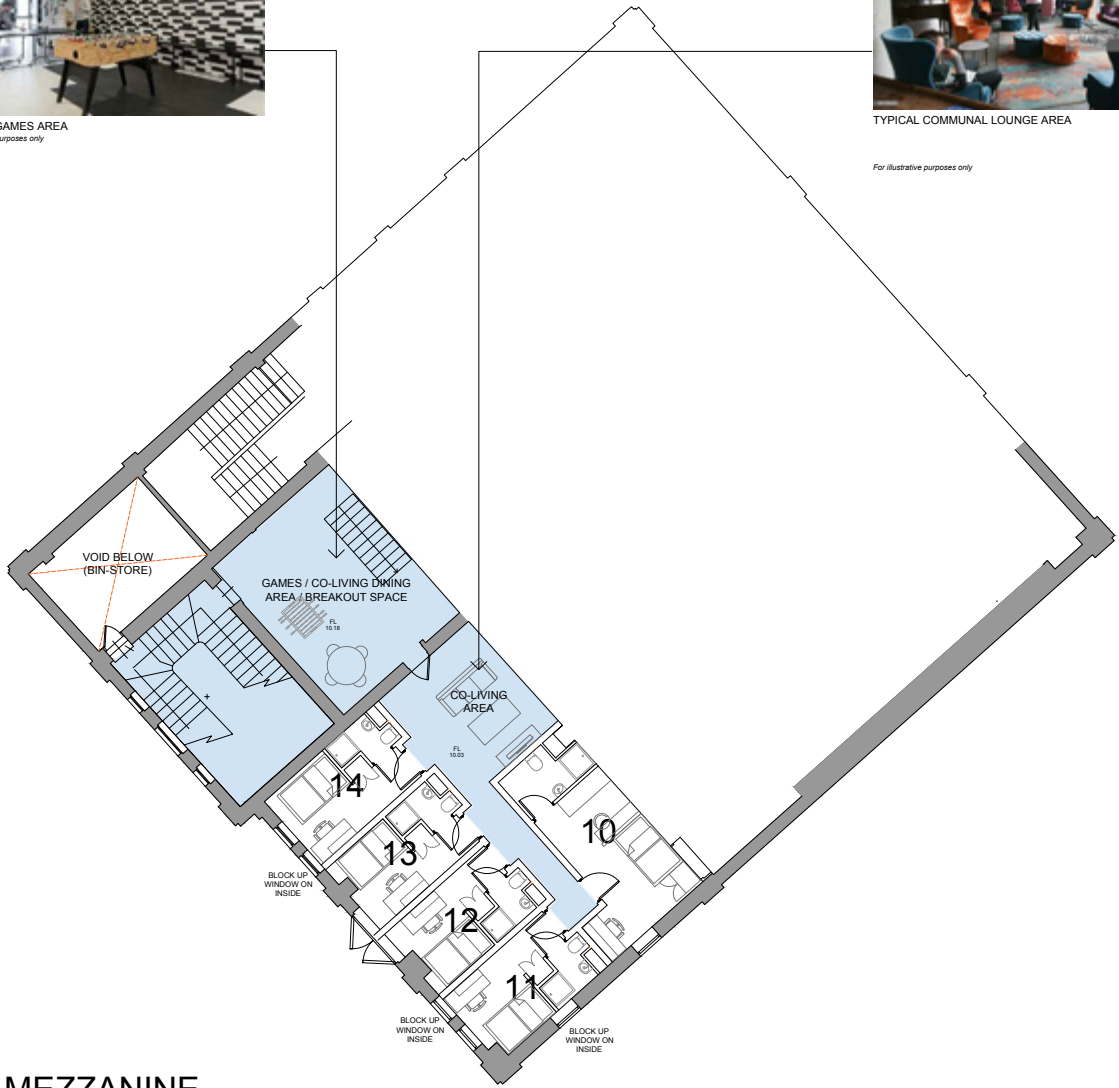 GAMES AREA
urposes only
TYPICAL COMMUNAL LOUNGE AREA
For illustrative purposes only
VOID BELOW
(BIN-STORE)
GAMES / CO-LIVING DINING
AREA / BREAKOUT SPACE
FL
10.18
CO-LIVING
AREA
FL
10.03
14
13
12
11
10
BLOCK UP
WINDOW ON
INSIDE
BLOCK UP
WINDOW ON
INSIDE
BLOCK UP
WINDOW ON
INSIDE
MEZZANINE